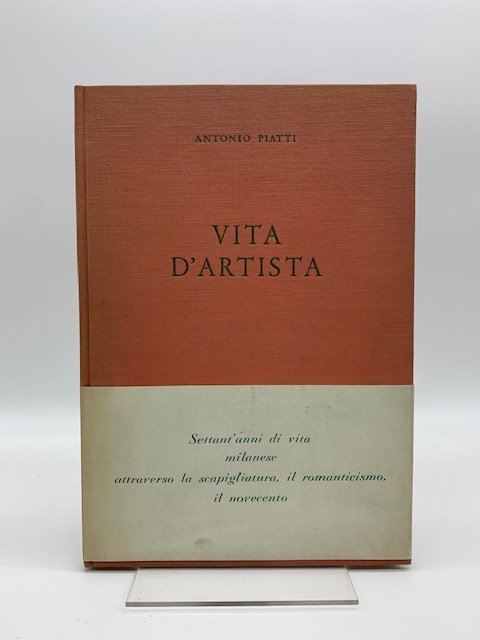 ANTONIO PIATTI
VITA
D'ARTISTA
Settant'anni di vita
milanese
attraverso la scapigliatura, il romanticismo,
il novecento